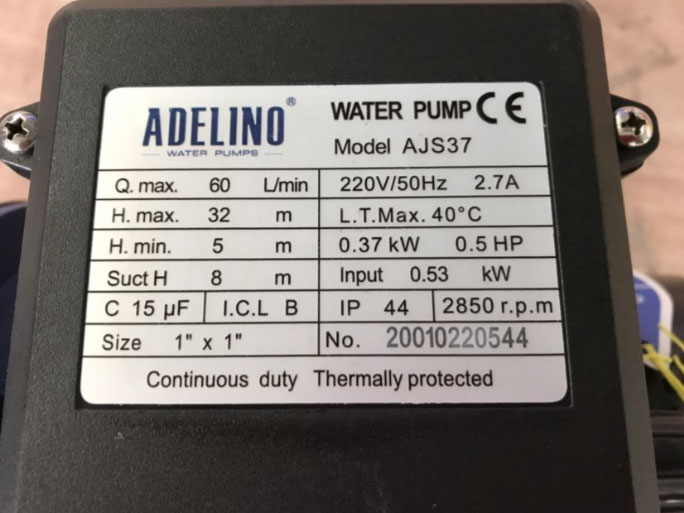 ADELINO®
WATER PUMPS
WATER PUMP CE
Model AJS37
Q. max. 60 L/min 220V/50Hz 2.7A
H. max. 32 m L.T.Max. 40°C
H. min. 5 m 0.37 kW 0.5 HP
Suct H 8 m Input 0.53 kW
C 15 µF I.C.L B IP 44 2850 r.p.m
Size 1" x 1" No. 20010220544
Continuous duty Thermally protected